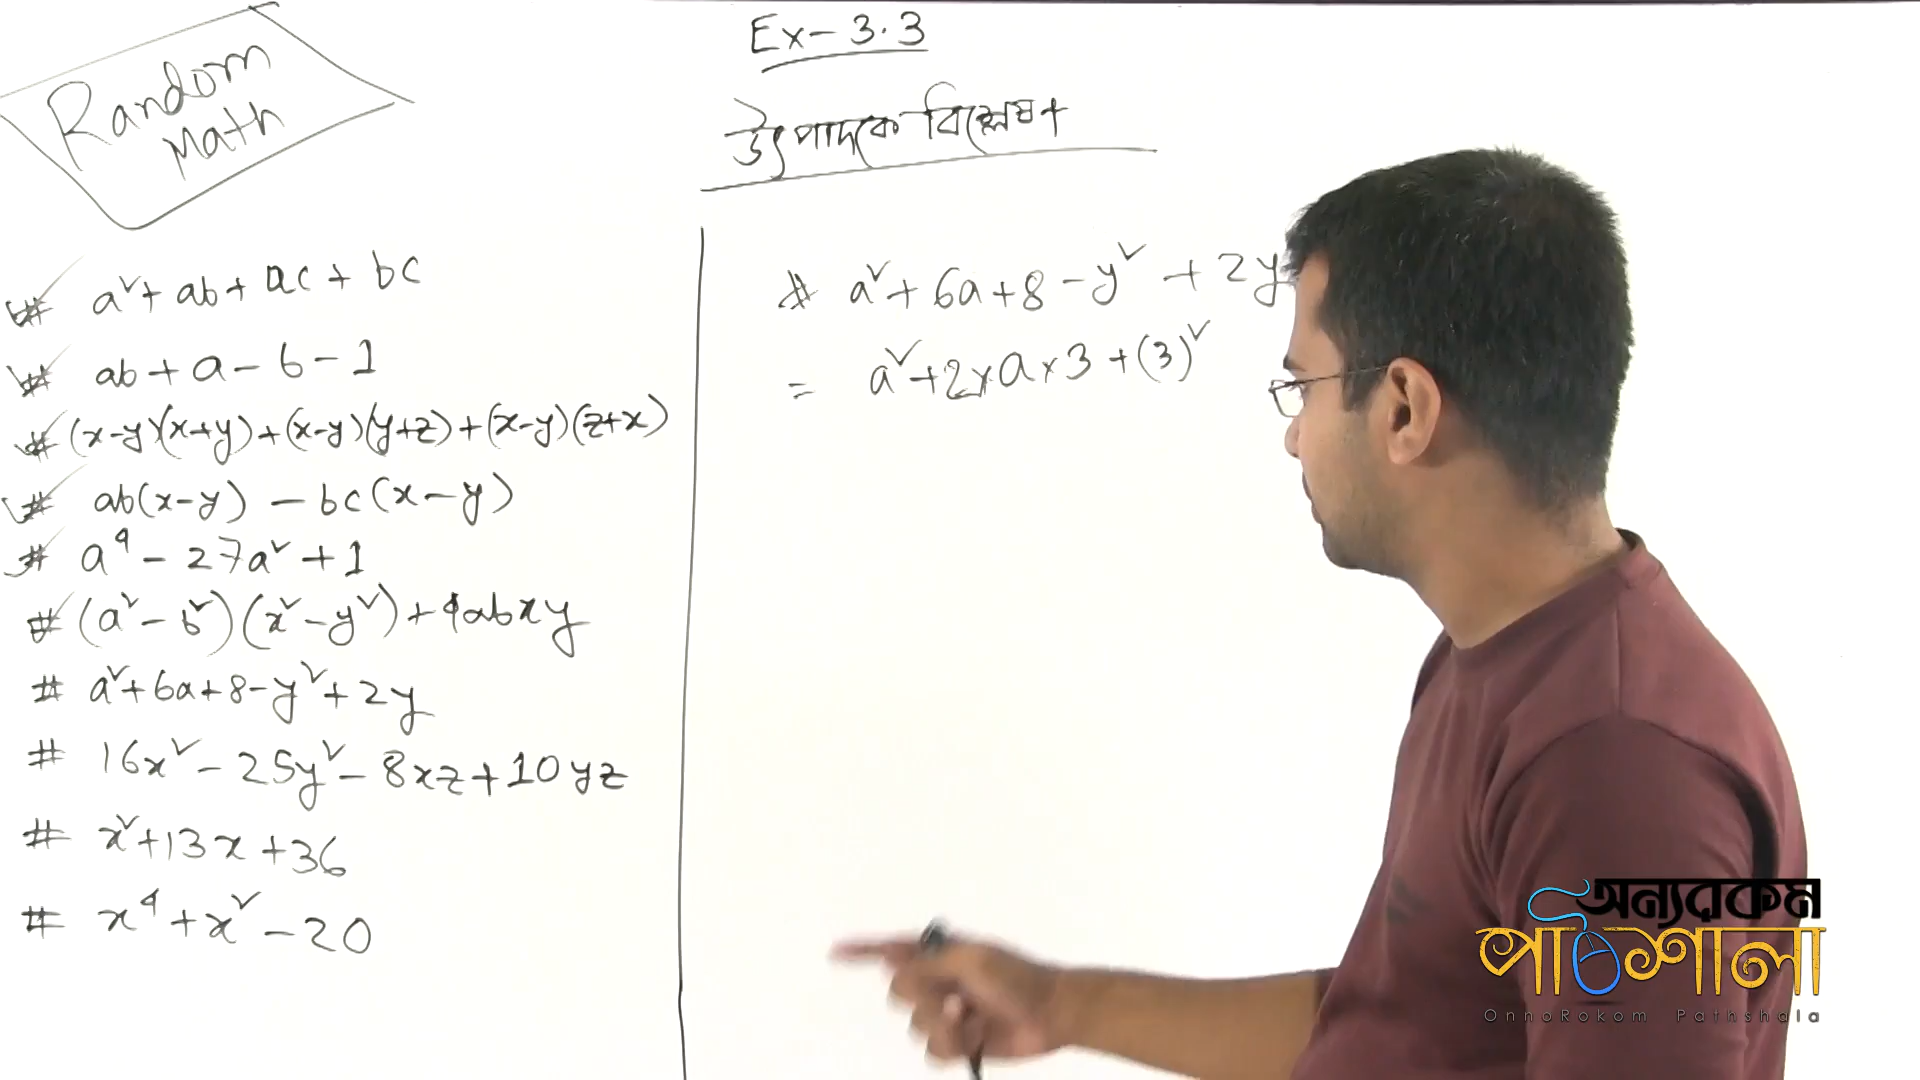 Random
Math
Ex- 3.3
উৎপাদকে বিশ্লেষণ
# a²+ ab + ac + bc
# ab + a - b - 1
# (x-y)(x+y) + (x-y)(y+z) + (x-y)(z+x)
# ab(x-y) - bc(x-y)
# a⁴ - 27a² + 1
# (a² - b²)(x² - y²) + 4abxy
# a²+6a+8-y²+2y
# 16x² - 25y² - 8xz + 10yz
# x²+13x+36
# x⁴ + x² - 20
# a² + 6a + 8 - y² + 2y
= a² + 2×a×3 + (3)²
অন্যরকম
পাঠশালা
OnnoRokom Pathshala